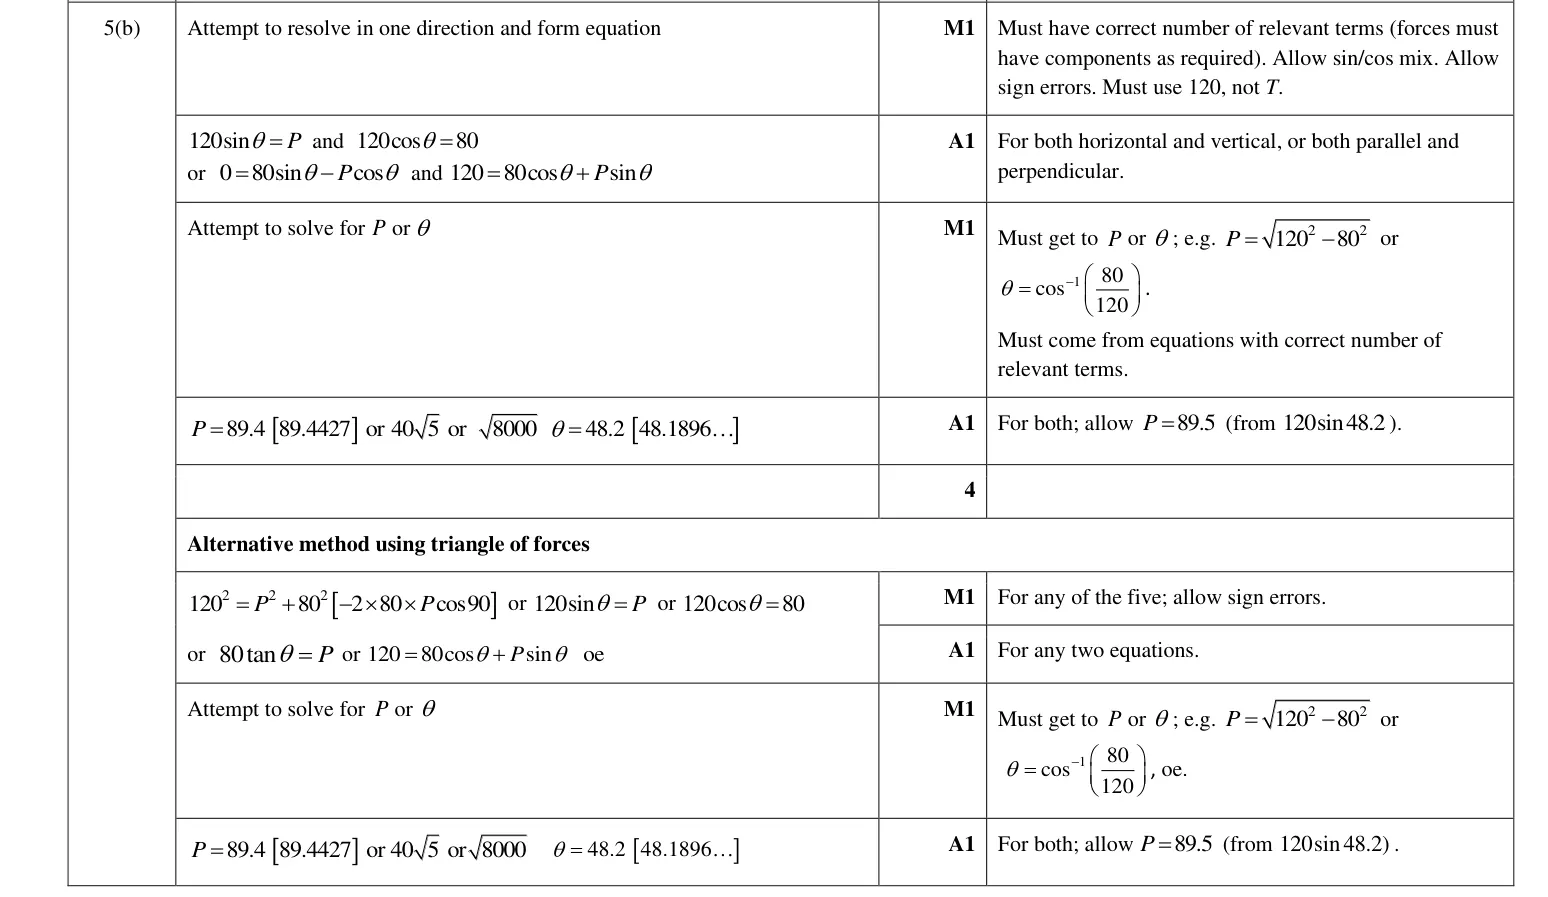 5(b) Attempt to resolve in one direction and form equation M1 Must have correct number of relevant terms (forces must
have components as required). Allow sin/cos mix. Allow
sign errors. Must use 120, not T.
120sinθ = P and 120cosθ = 80 A1 For both horizontal and vertical, or both parallel and
or 0 = 80sinθ − Pcosθ and 120 = 80cosθ + Psinθ perpendicular.
Attempt to solve for P or θ M1 Must get to P or θ; e.g. P = √(120² − 80²) or
θ = cos⁻¹(80/120).
Must come from equations with correct number of
relevant terms.
P = 89.4 [89.4427] or 40√5 or √8000 θ = 48.2 [48.1896…] A1 For both; allow P = 89.5 (from 120sin48.2).
4
Alternative method using triangle of forces
120² = P² + 80² [−2×80×Pcos90] or 120sinθ = P or 120cosθ = 80 M1 For any of the five; allow sign errors.
or 80tanθ = P or 120 = 80cosθ + Psinθ oe A1 For any two equations.
Attempt to solve for P or θ M1 Must get to P or θ; e.g. P = √(120² − 80²) or
θ = cos⁻¹(80/120), oe.
P = 89.4 [89.4427] or 40√5 or √8000 θ = 48.2 [48.1896…] A1 For both; allow P = 89.5 (from 120sin48.2).